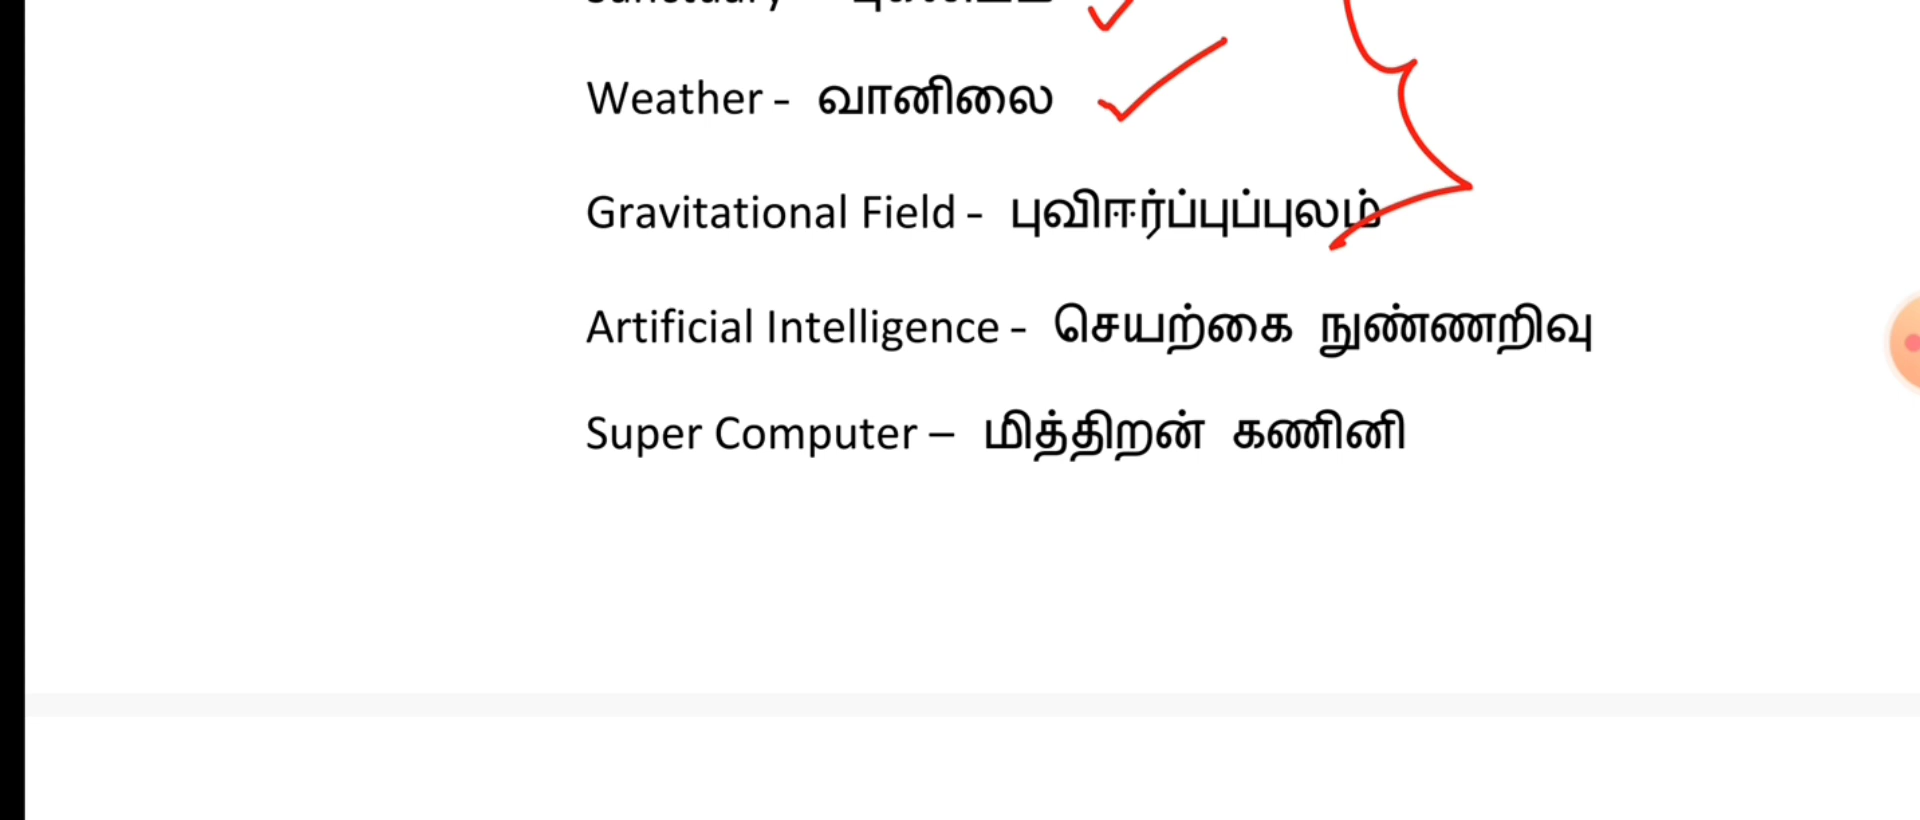 Weather - வானிலை
Gravitational Field - புவிஈர்ப்புப்புலம்
Artificial Intelligence - செயற்கை நுண்ணறிவு
Super Computer – மித்திறன் கணினி